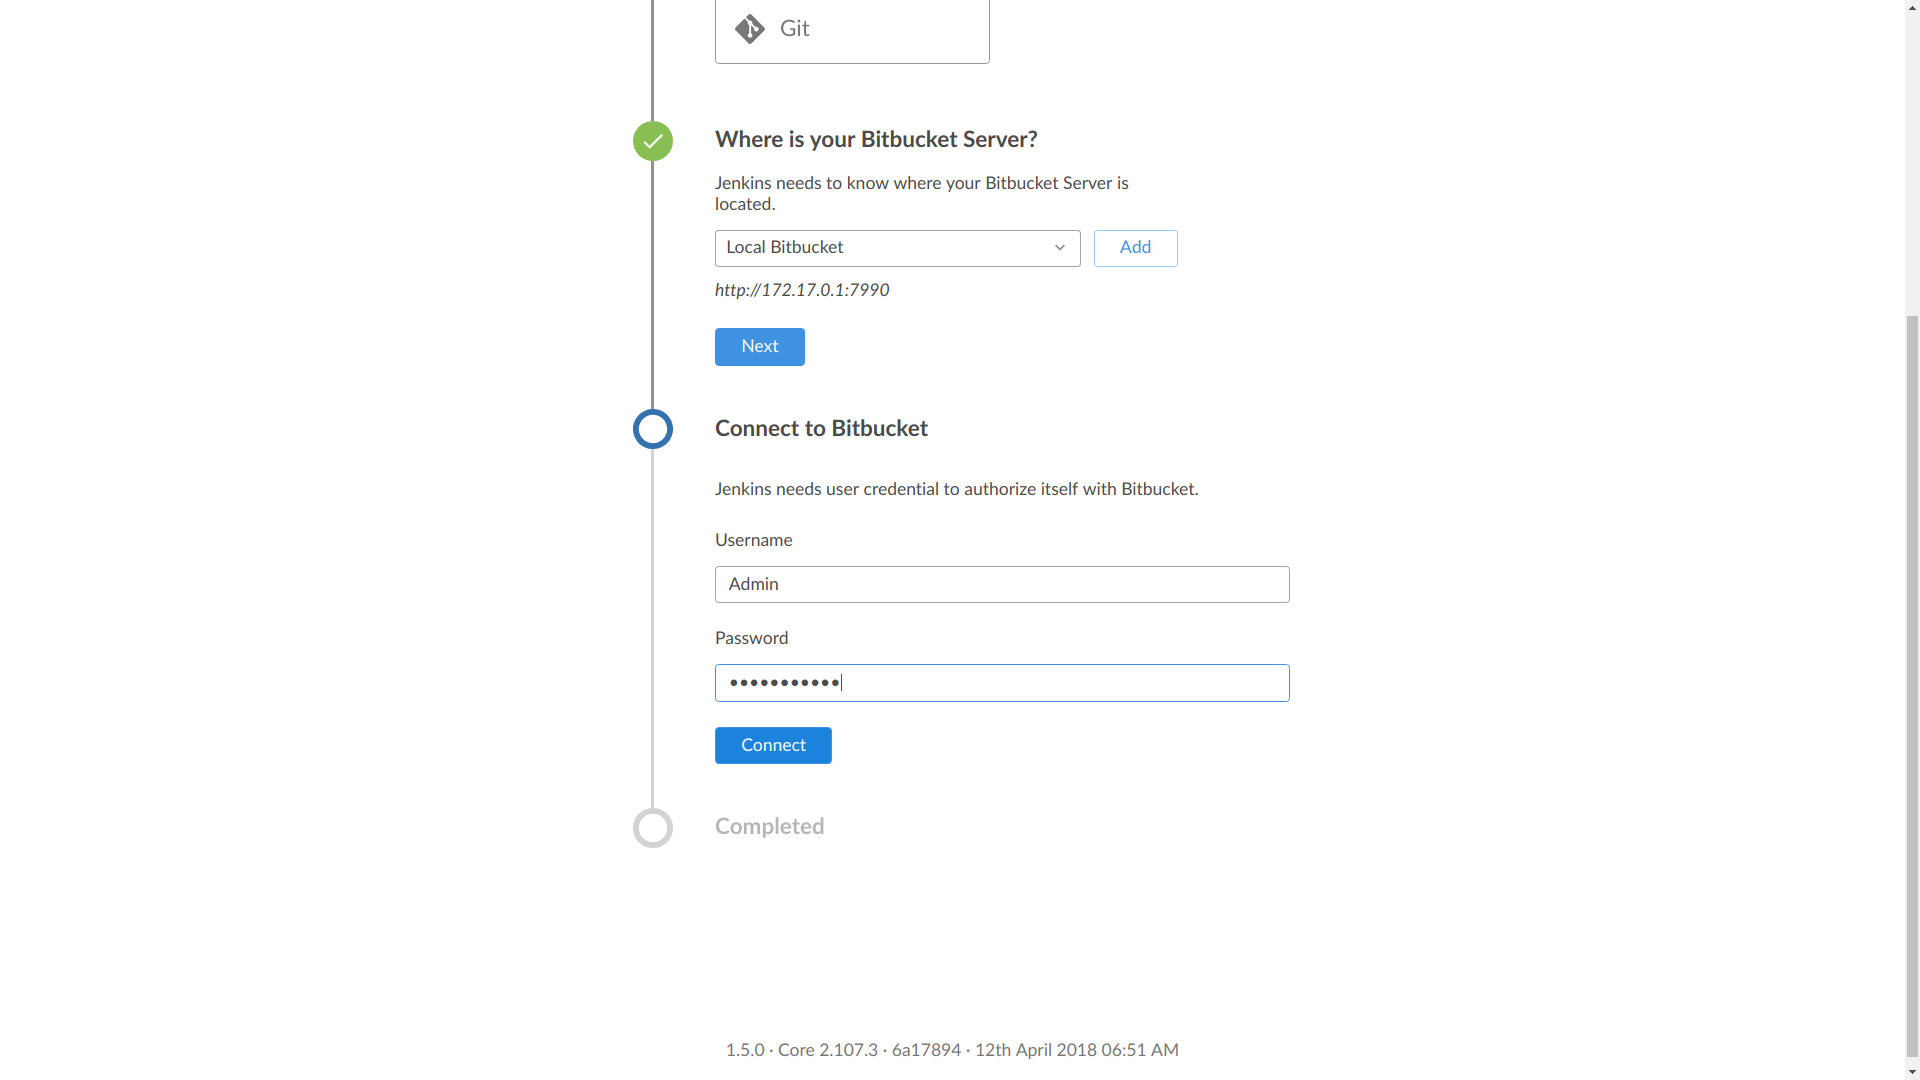 Git
Where is your Bitbucket Server?
Jenkins needs to know where your Bitbucket Server is
located.
Local Bitbucket
Add
http://172.17.0.1:7990
Next
Connect to Bitbucket
Jenkins needs user credential to authorize itself with Bitbucket.
Username
Admin
Password
•••••••••••
Connect
Completed
1.5.0 · Core 2.107.3 · 6a17894 · 12th April 2018 06:51 AM